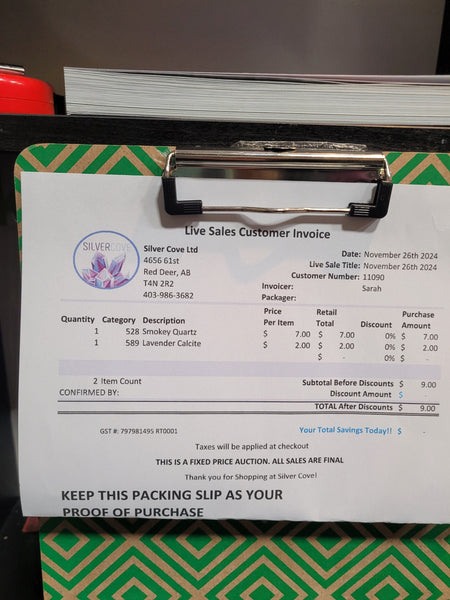 Live Sales Customer Invoice
SILVERCOVE
Silver Cove Ltd
4656 61st
Red Deer, AB
T4N 2R2
403-986-3682
Date: November 26th 2024
Live Sale Title: November 26th 2024
Customer Number: 11090
Invoicer: Sarah
Packager:
Quantity Category Description Price Per Item Retail Total Discount Purchase Amount
1 528 Smokey Quartz $ 7.00 $ 7.00 0% $ 7.00
1 589 Lavender Calcite $ 2.00 $ 2.00 0% $ 2.00
$ - 0% $ -
2 Item Count Subtotal Before Discounts $ 9.00
CONFIRMED BY: Discount Amount $ -
TOTAL After Discounts $ 9.00
GST #: 797981495 RT0001 Your Total Savings Today!! $ -
Taxes will be applied at checkout
THIS IS A FIXED PRICE AUCTION. ALL SALES ARE FINAL
Thank you for Shopping at Silver Cove!
KEEP THIS PACKING SLIP AS YOUR
PROOF OF PURCHASE